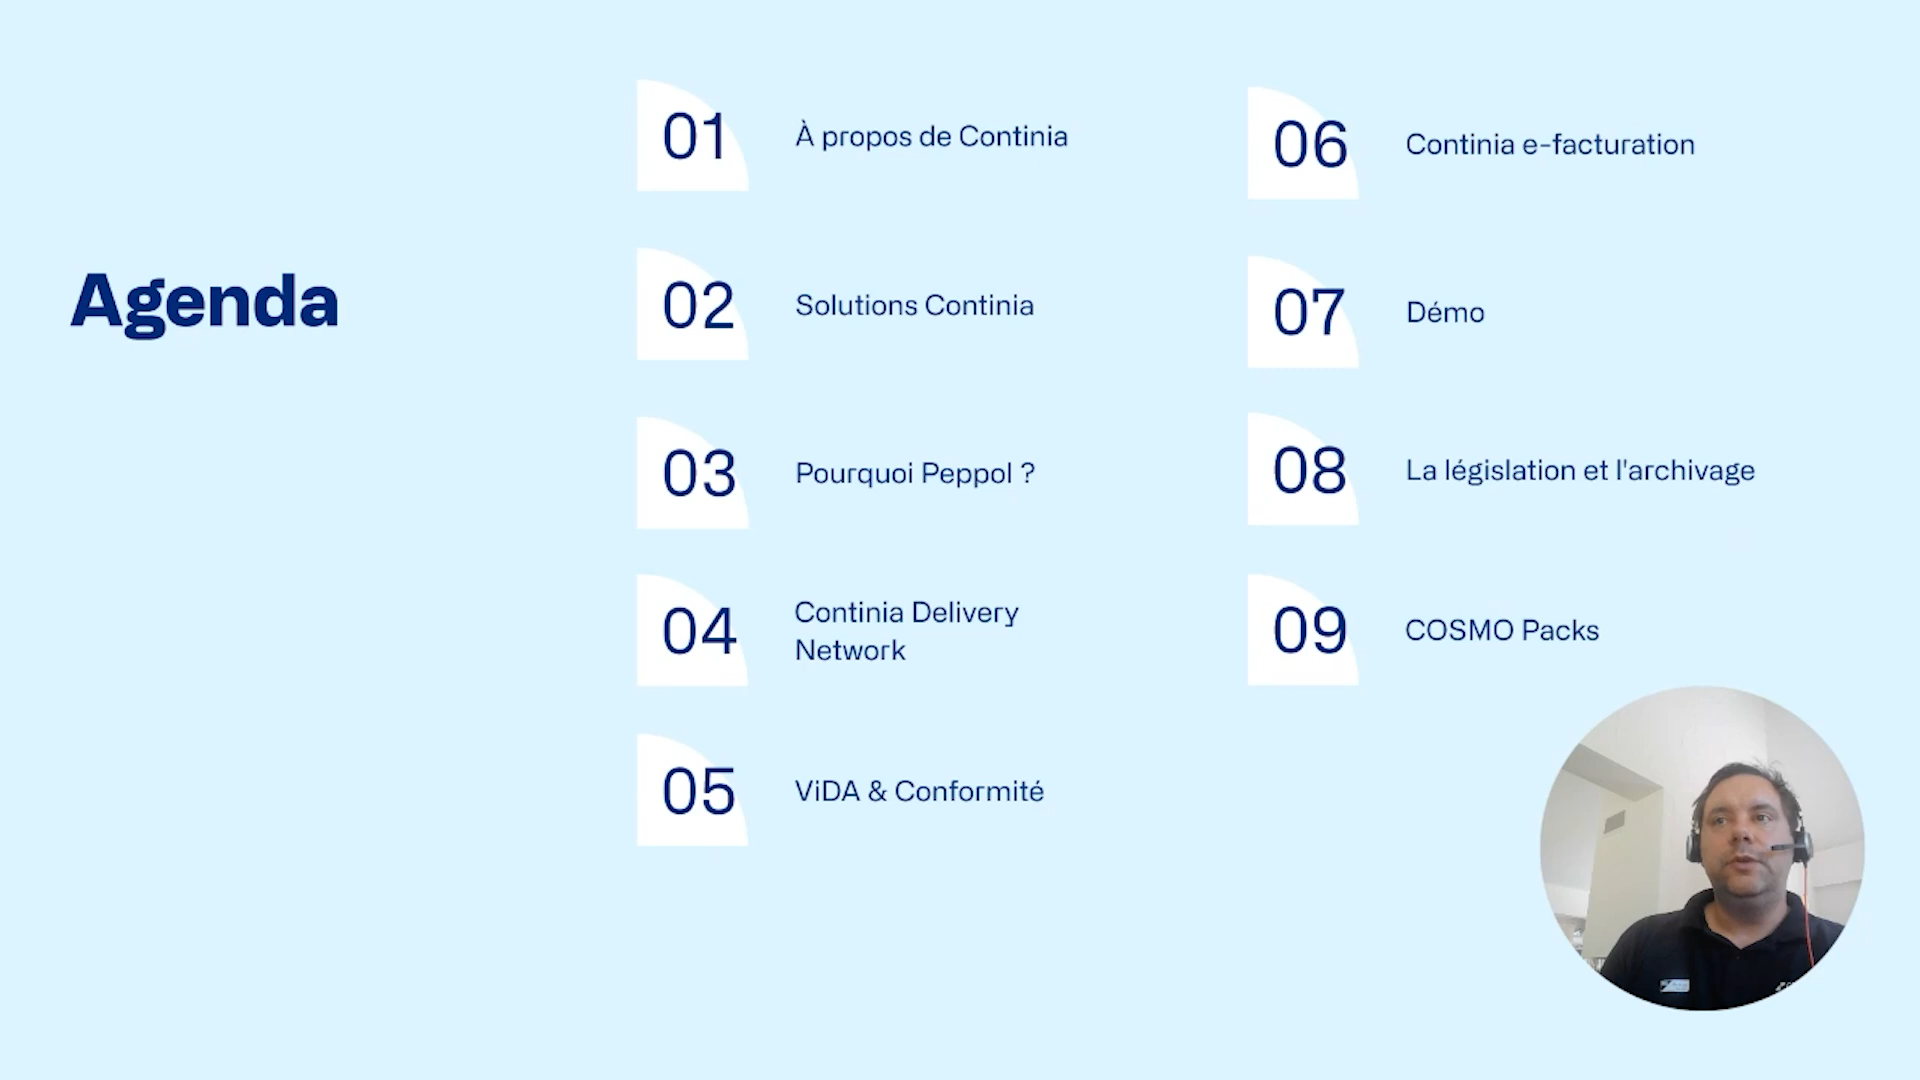 Agenda
01
À propos de Continia
02
Solutions Continia
03
Pourquoi Peppol ?
04
Continia Delivery
Network
05
ViDA & Conformité
06
Continia e-facturation
07
Démo
08
La législation et l'archivage
09
COSMO Packs